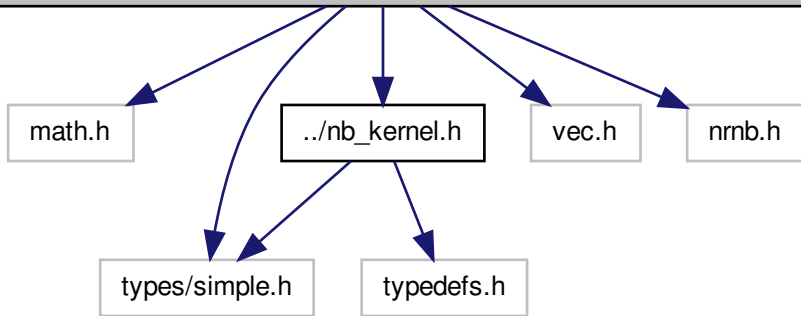 math.h
../nb_kernel.h
vec.h
nrnb.h
types/simple.h
typedefs.h